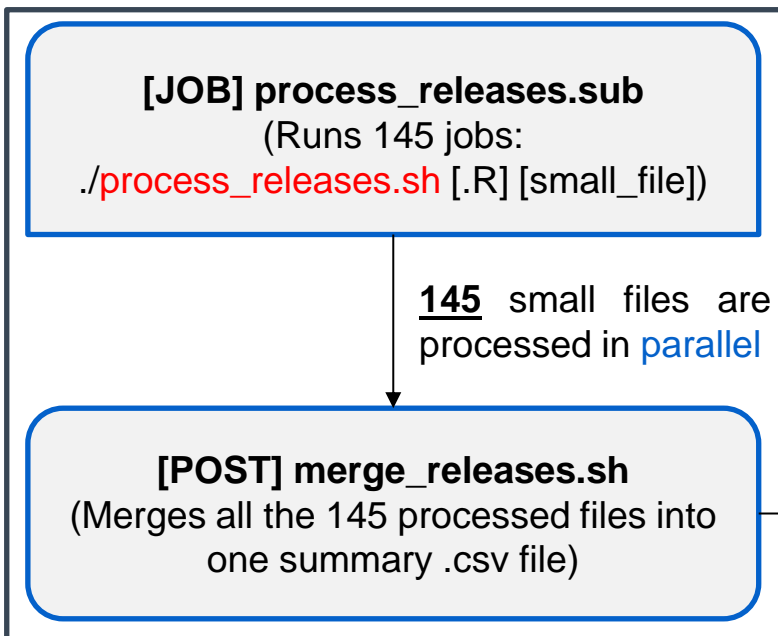 [JOB] process_releases.sub
(Runs 145 jobs:
./process_releases.sh [.R] [small_file])
145 small files are
processed in parallel
[POST] merge_releases.sh
(Merges all the 145 processed files into
one summary .csv file)